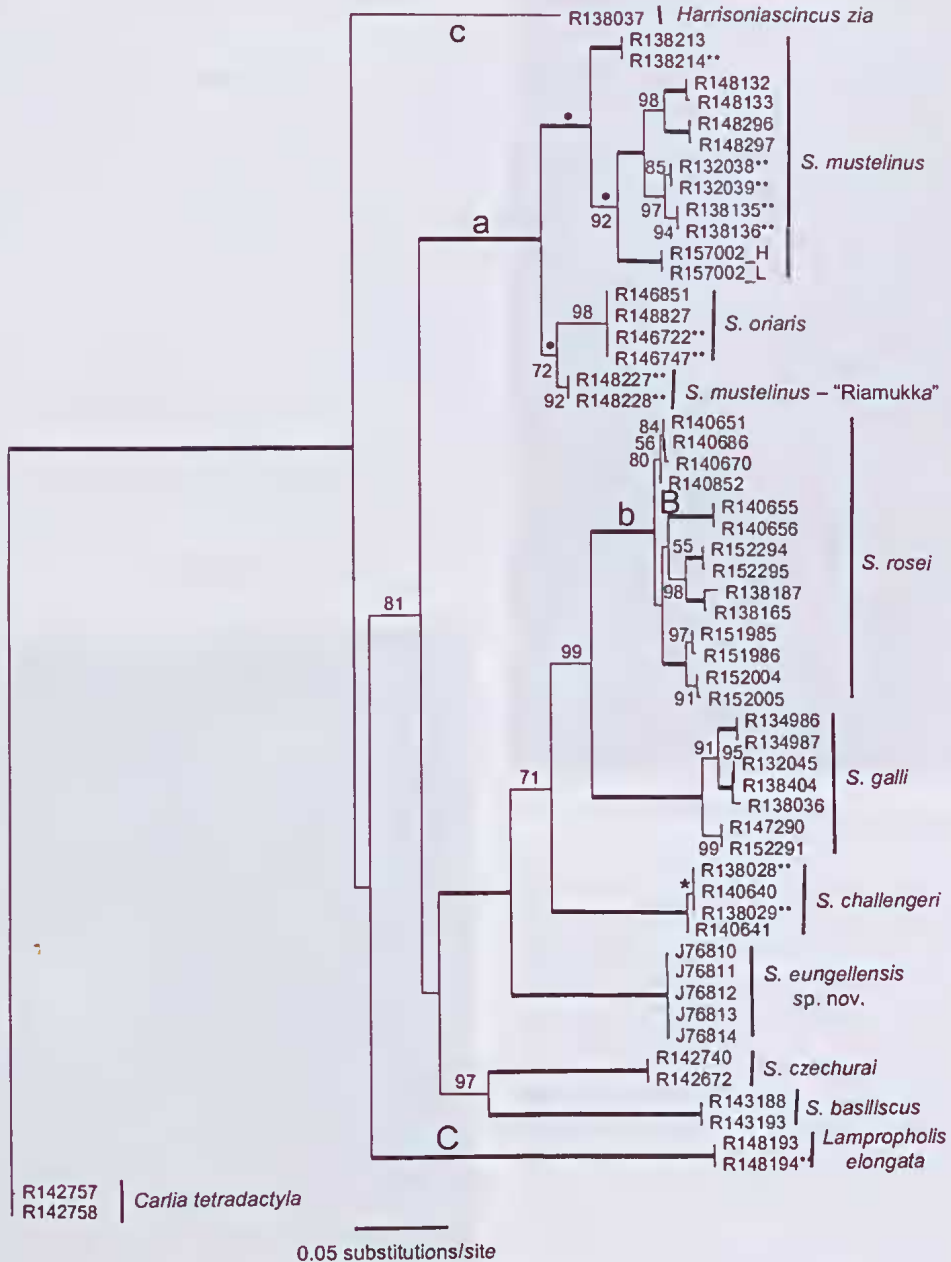 c
R138037
Harrisoniascincus zia
R138213
R138214**
R148132
98
R148133
R148296
R148297
S. mustelinus
85
R132038**
R132039**
a
97
R138135**
92
94
R138136**
R157002_H
R157002_L
R146851
98
R148827
S. oriaris
R146722**
R146747**
72
R148227**
S. mustelinus – "Riamukka"
92
R148228**
84
R140651
56
R140686
80
R140670
R140852
b
B
R140655
R140656
55
R152294
S. rosei
R152295
98
R138187
R138165
81
97
R151985
99
R151986
R152004
91
R152005
R134986
91
95
R134987
R132045
S. galli
71
R138404
R138036
R147290
99
R152291
R138028**
*
R140640
S. challengeri
R138029**
R140641
J76810
J76811
S. eungellensis
J76812
sp. nov.
J76813
J76814
R142740
S. czechurai
97
R142672
R143188
S. basiliscus
R143193
C
R148193
Lampropholis
R148194**
elongata
R142757
Carlia tetradactyla
R142758
0.05 substitutions/site